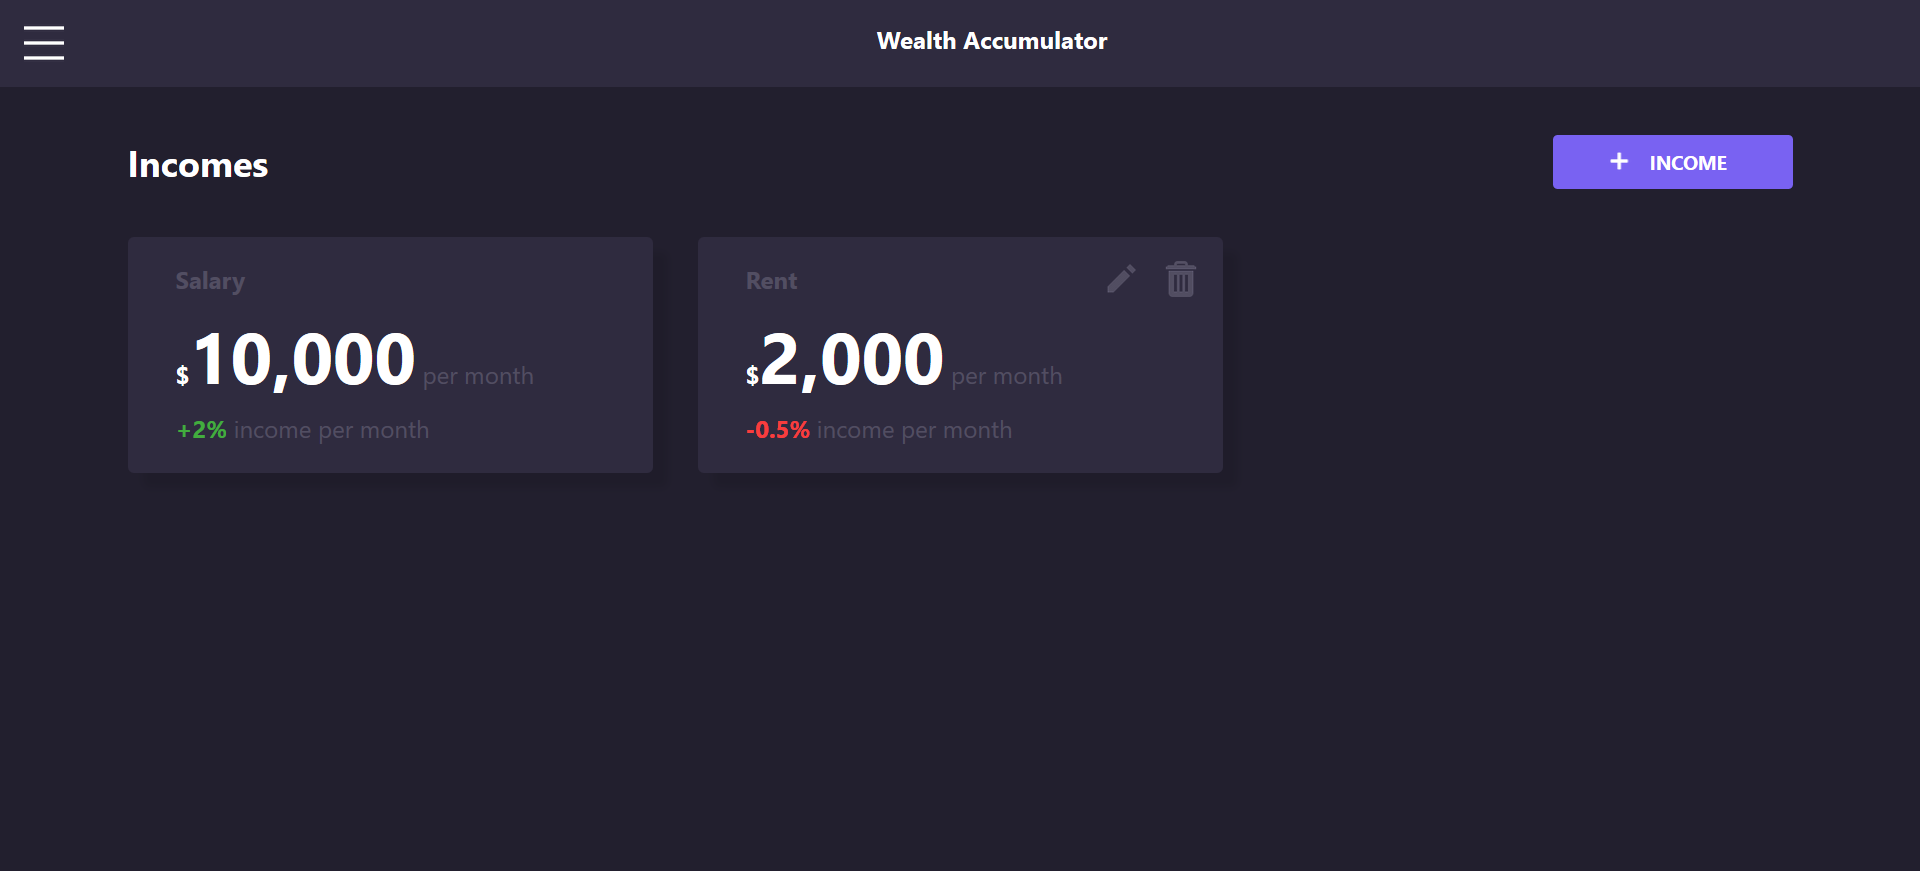 Wealth Accumulator
Incomes
+ INCOME
Salary
$10,000 per month
+2% income per month
Rent
$2,000 per month
-0.5% income per month